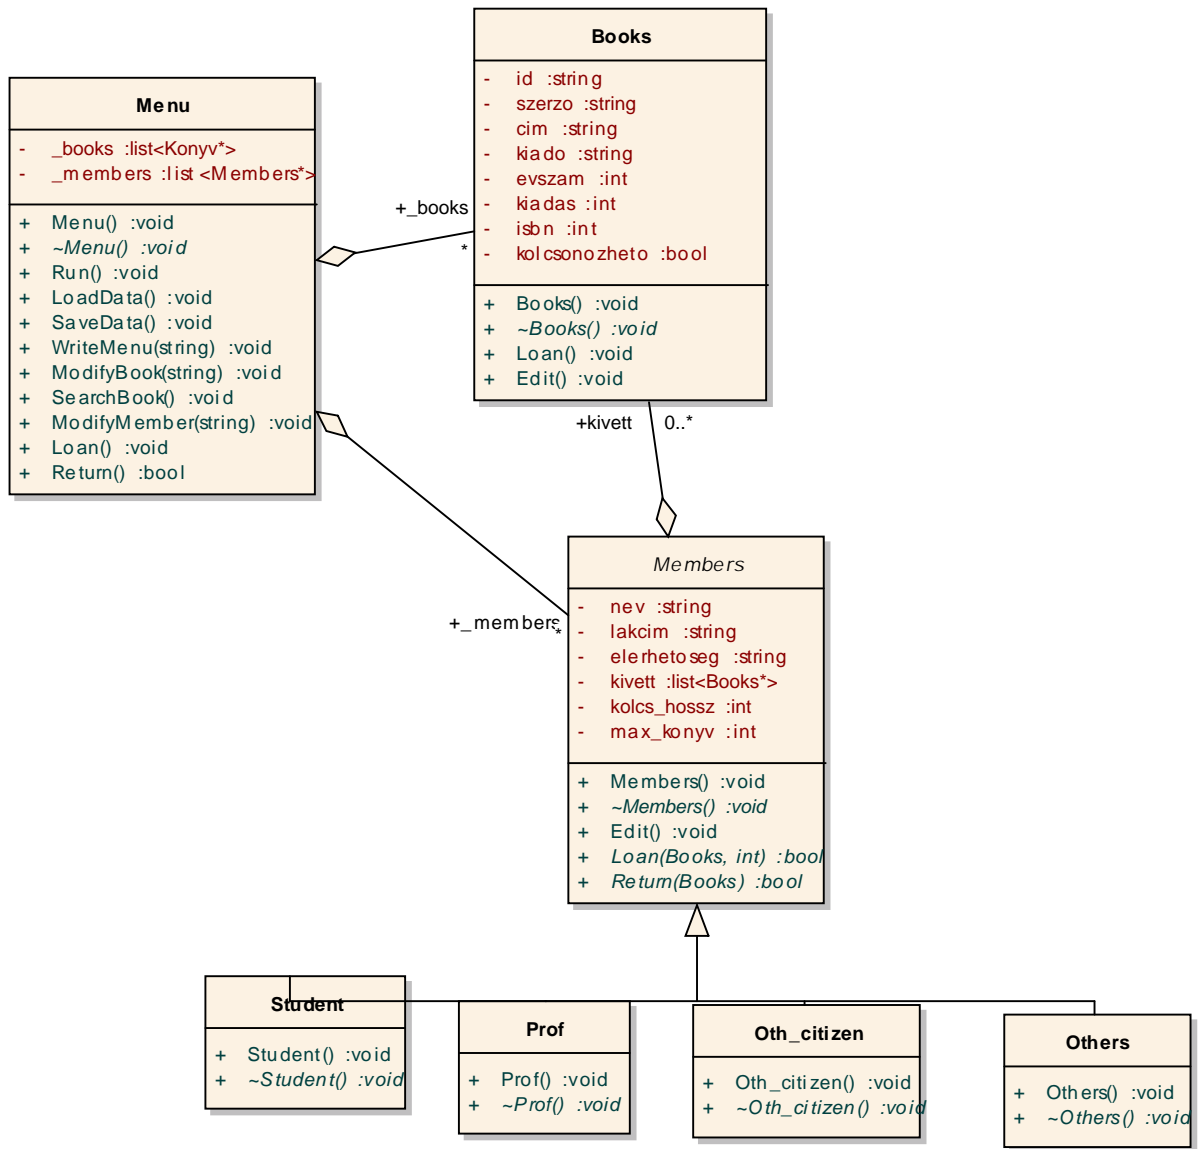 Books
- id :string
- szerzo :string
- cim :string
- kiado :string
- evszam :int
- kiadas :int
- isbn :int
- kolcsonozheto :bool
+ Books() :void
+ ~Books() :void
+ Loan() :void
+ Edit() :void
Menu
- _books :list<Konyv*>
- _members :list <Members*>
+ Menu() :void
+ ~Menu() :void
+ Run() :void
+ LoadData() :void
+ SaveData() :void
+ WriteMenu(string) :void
+ ModifyBook(string) :void
+ SearchBook() :void
+ ModifyMember(string) :void
+ Loan() :void
+ Return() :bool
+_books
*
+kivett 0..*
+_members
*
Members
- nev :string
- lakcim :string
- elerhetoseg :string
- kivett :list<Books*>
- kolcs_hossz :int
- max_konyv :int
+ Members() :void
+ ~Members() :void
+ Edit() :void
+ Loan(Books, int) :bool
+ Return(Books) :bool
Student
+ Student() :void
+ ~Student() :void
Prof
+ Prof() :void
+ ~Prof() :void
Oth_citizen
+ Oth_citizen() :void
+ ~Oth_citizen() :void
Others
+ Others() :void
+ ~Others() :void